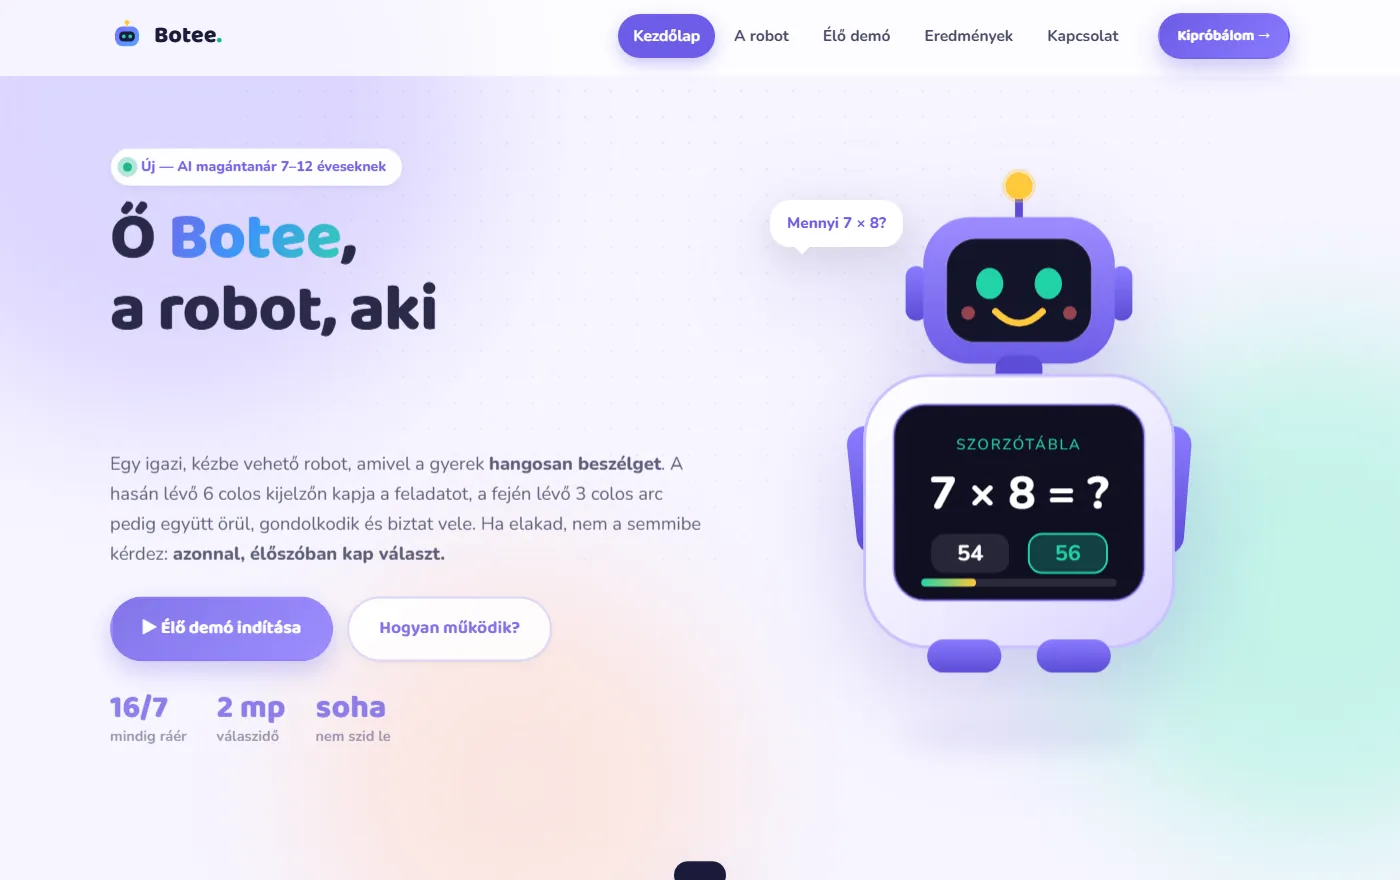 Botee.
Kezdőlap
A robot
Élő demó
Eredmények
Kapcsolat
Kipróbálom →
Új — AI magántanár 7–12 éveseknek
Ő Botee,
a robot, aki
Egy igazi, kézbe vehető robot, amivel a gyerek hangosan beszélget. A
hasán lévő 6 colos kijelzőn kapja a feladatot, a fején lévő 3 colos arc
pedig együtt örül, gondolkodik és biztat vele. Ha elakad, nem a semmibe
kérdez: azonnal, élőszóban kap választ.
▶ Élő demó indítása
Hogyan működik?
16/7
mindig ráér
2 mp
válaszidő
soha
nem szid le
Mennyi 7 × 8?
SZORZÓTÁBLA
7 × 8 = ?
54
56